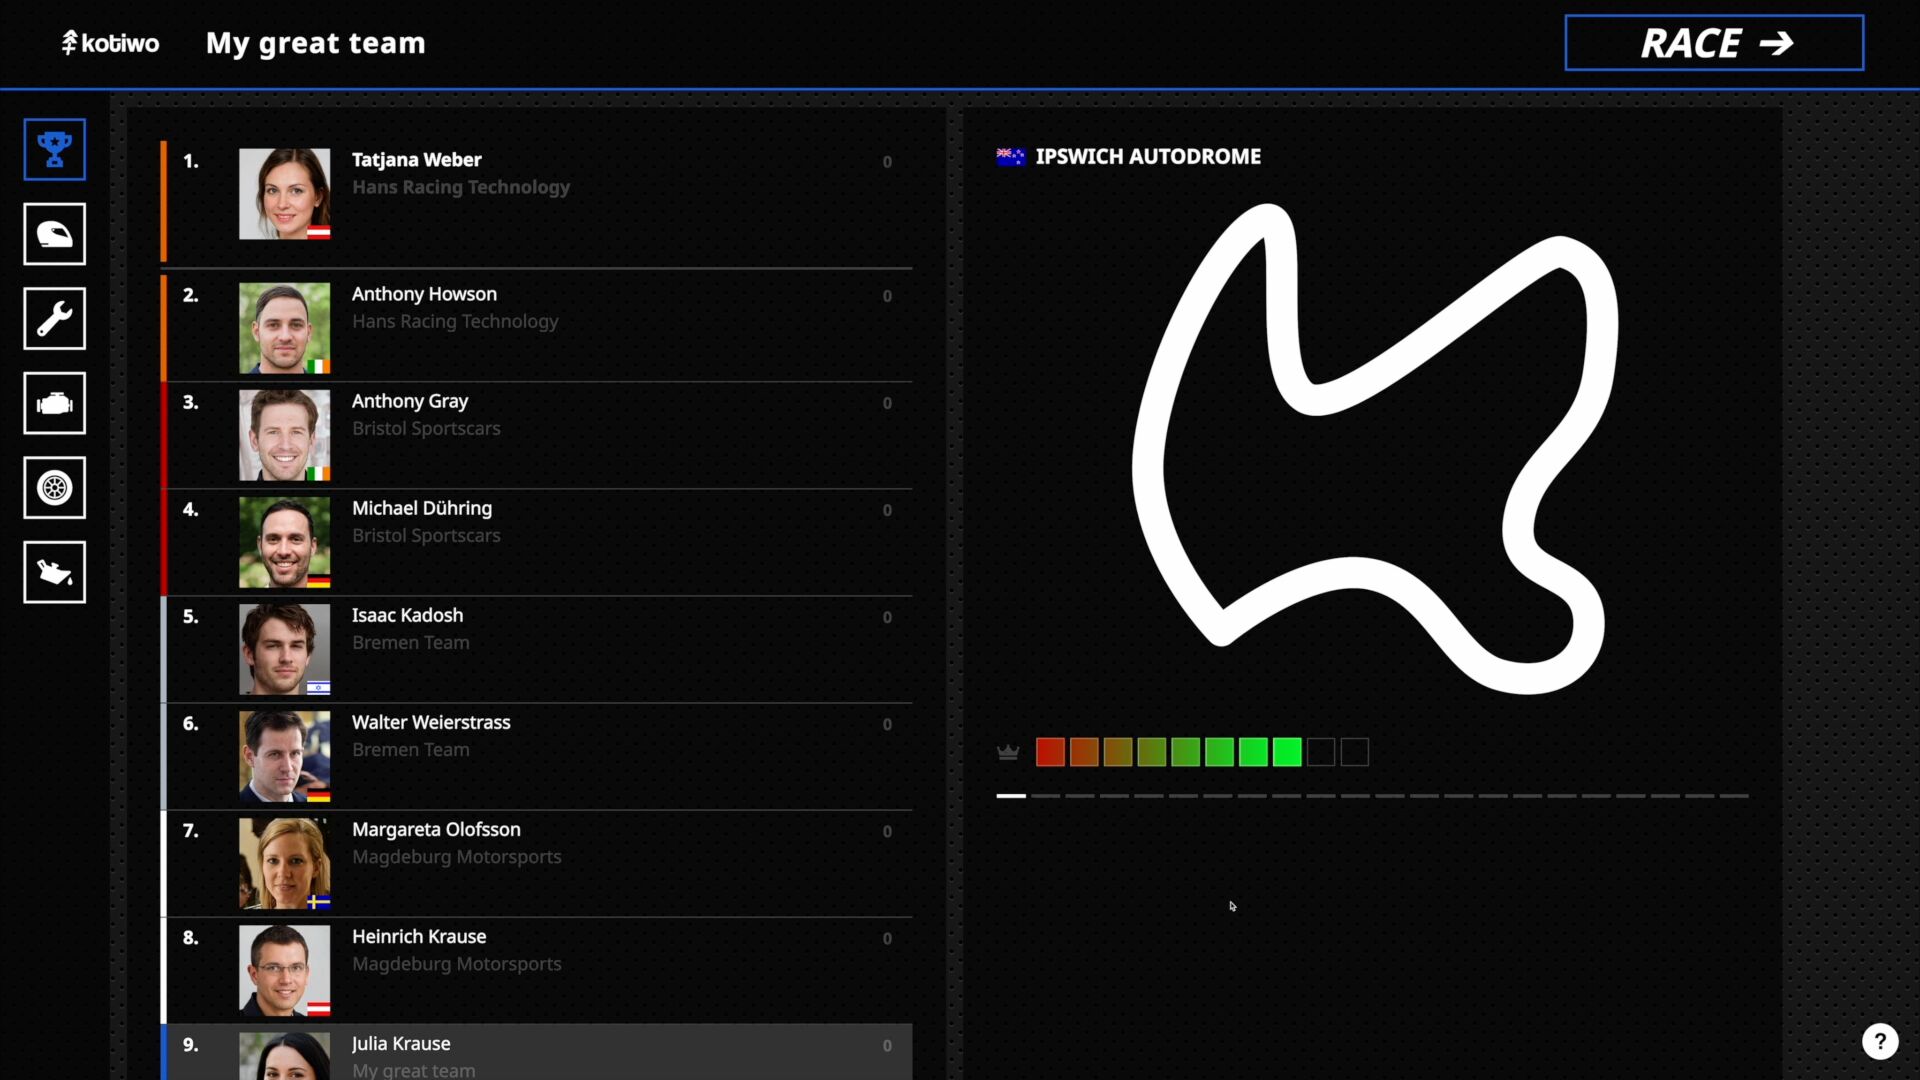 kotiwo
My great team
RACE →
1.
Tatjana Weber
0
Hans Racing Technology
2.
Anthony Howson
0
Hans Racing Technology
3.
Anthony Gray
0
Bristol Sportscars
4.
Michael Dühring
0
Bristol Sportscars
5.
Isaac Kadosh
0
Bremen Team
6.
Walter Weierstrass
0
Bremen Team
7.
Margareta Olofsson
0
Magdeburg Motorsports
8.
Heinrich Krause
0
Magdeburg Motorsports
9.
Julia Krause
0
My great team
IPSWICH AUTODROME
?